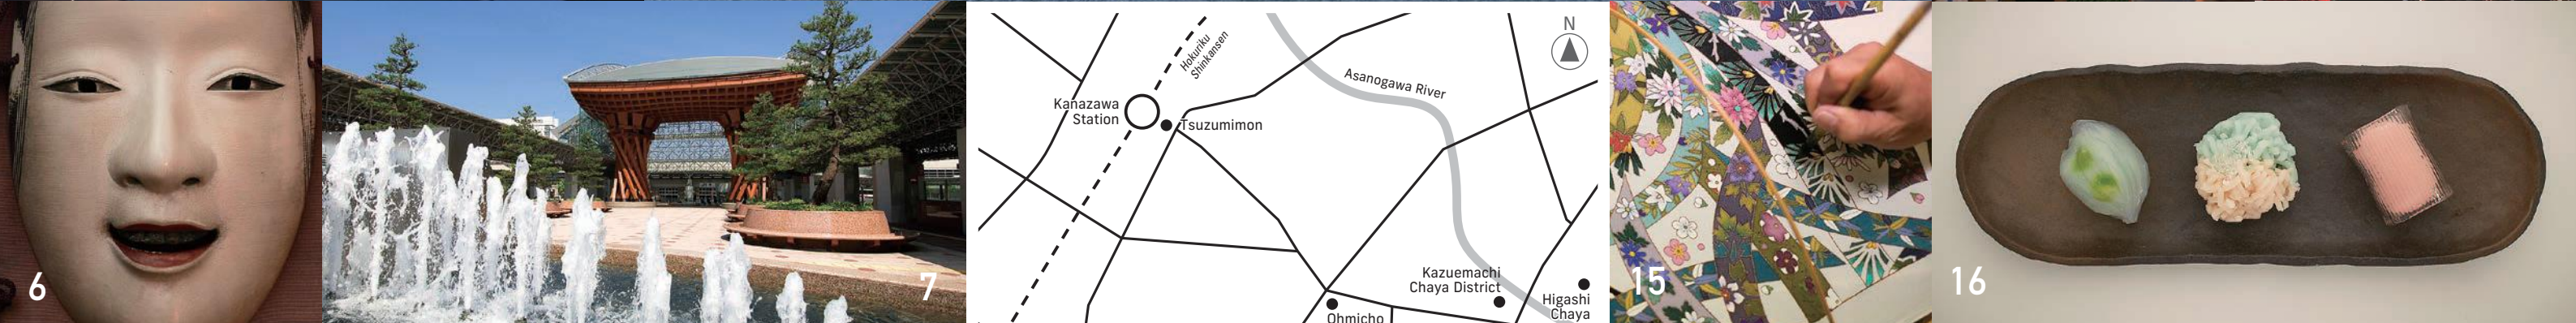 6
7
N
Hokuriku
Shinkansen
Asanogawa River
Kanazawa
Station
Tsuzumimon
Kazuemachi
Chaya District
Higashi
Chaya
Ohmicho
15
16